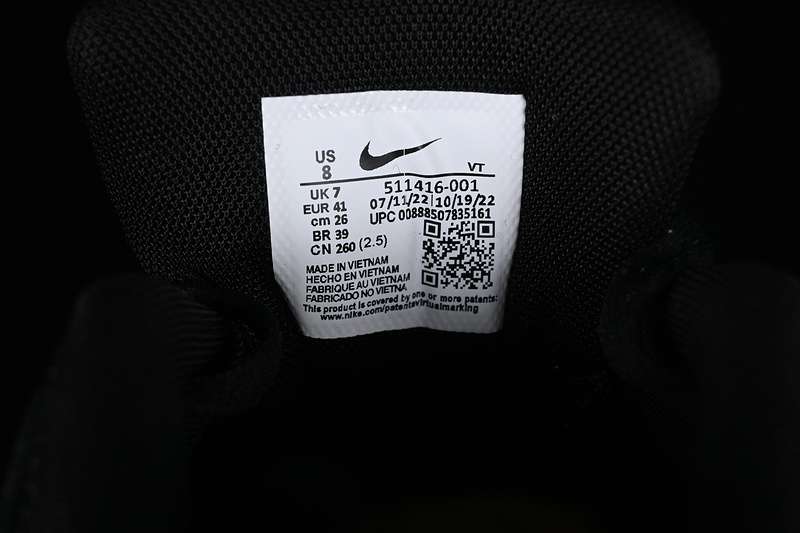 US
8
VT
UK 7
EUR 41
cm 26
BR 39
CN 260 (2.5)
511416-001
07/11/22 | 10/19/22
UPC 00888507835161
MADE IN VIETNAM
HECHO EN VIETNAM
FABRIQUE AU VIETNAM
FABRICADO NO VIETNA
This product is covered by one or more patents:
www.nike.com/patentsvirtualmarking